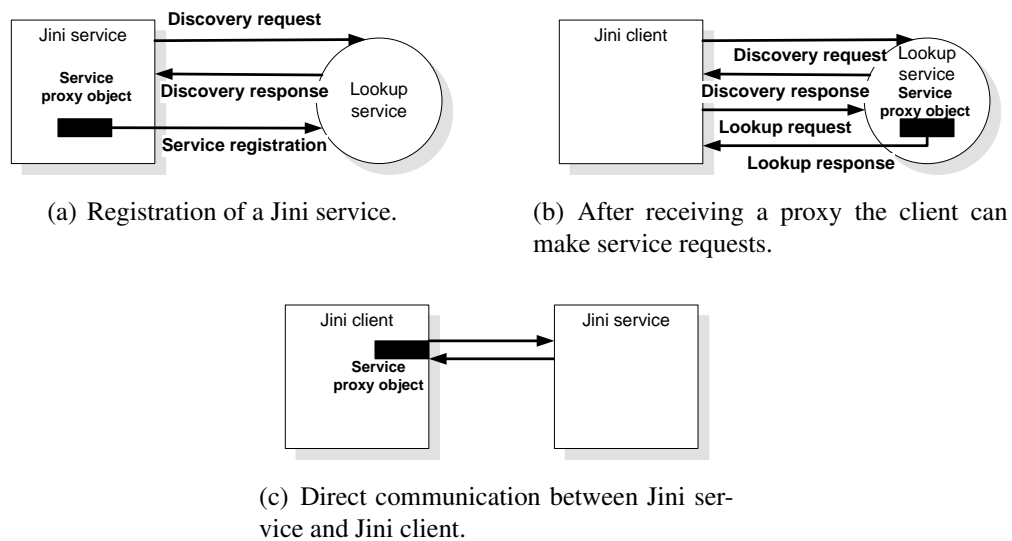 Discovery request
Jini service
Service
proxy object
Discovery response
Lookup
service
Service registration
(a) Registration of a Jini service.
Jini client
Discovery request
Lookup
service
Discovery response
Service
proxy object
Lookup request
Lookup response
(b) After receiving a proxy the client can
make service requests.
Jini client
Service
proxy object
Jini service
(c) Direct communication between Jini ser-
vice and Jini client.